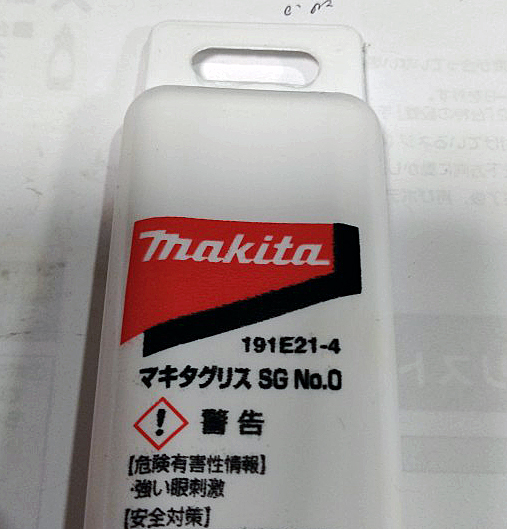 makita
191E21-4
マキタグリス SG No.0
警告
【危険有害性情報】
・強い眼刺激
【安全対策】